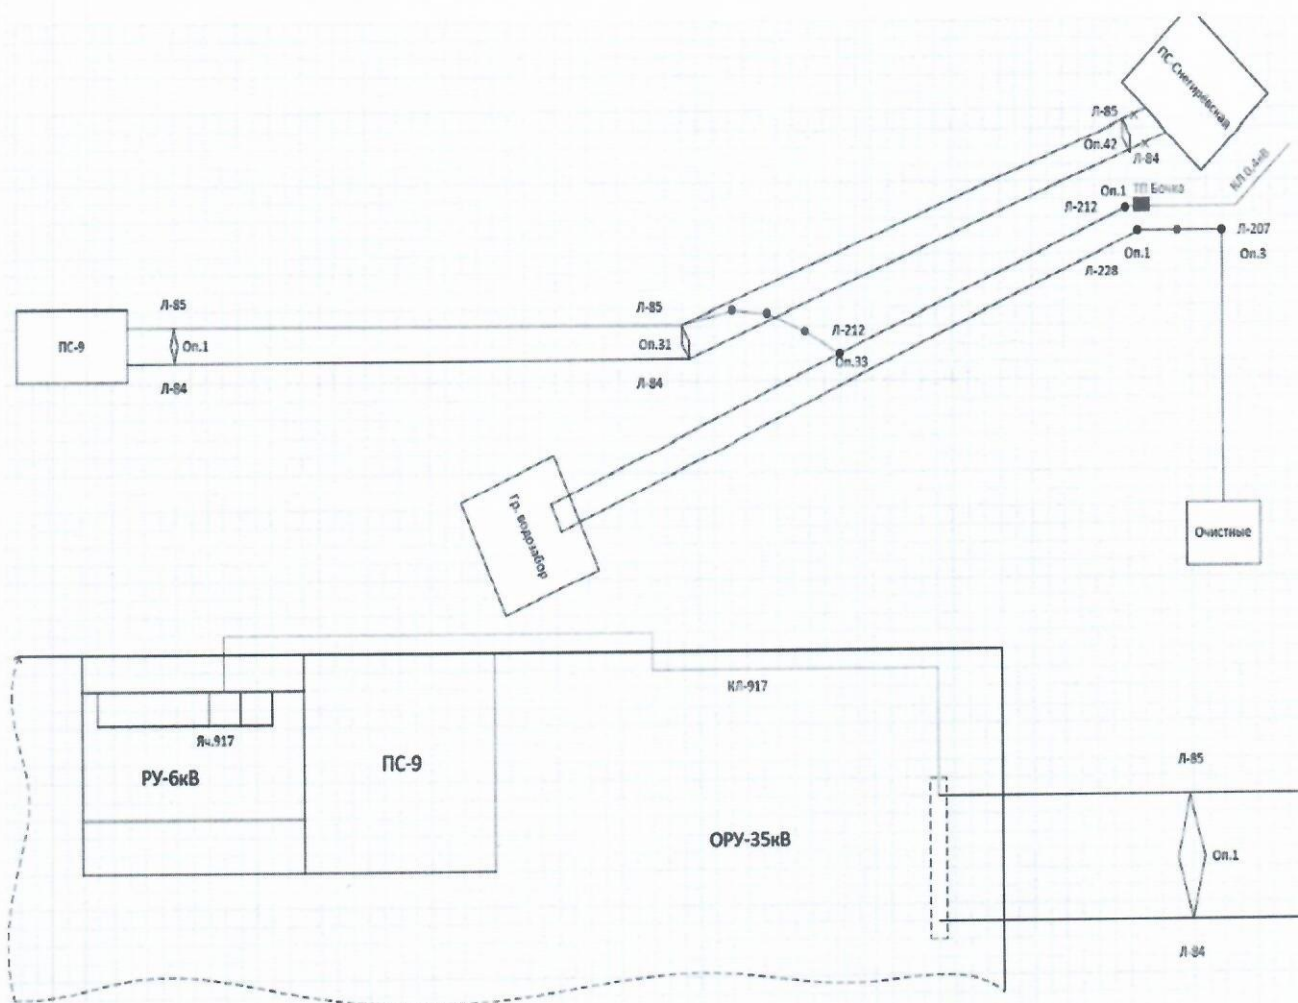 ПС-Снегирёвская
Л-85
Оп.42
Л-84
КЛ 0,4кВ
Оп.1
ТП Бочка
Л-212
Л-207
Оп.1
Оп.3
Л-228
Л-85
Л-85
ПС-9
Оп.1
Оп.31
Л-212
Оп.33
Л-84
Л-84
Гр. водозабор
Очистные
КЛ-917
Яч.917
РУ-6кВ
ПС-9
ОРУ-35кВ
Л-85
Оп.1
Л-84